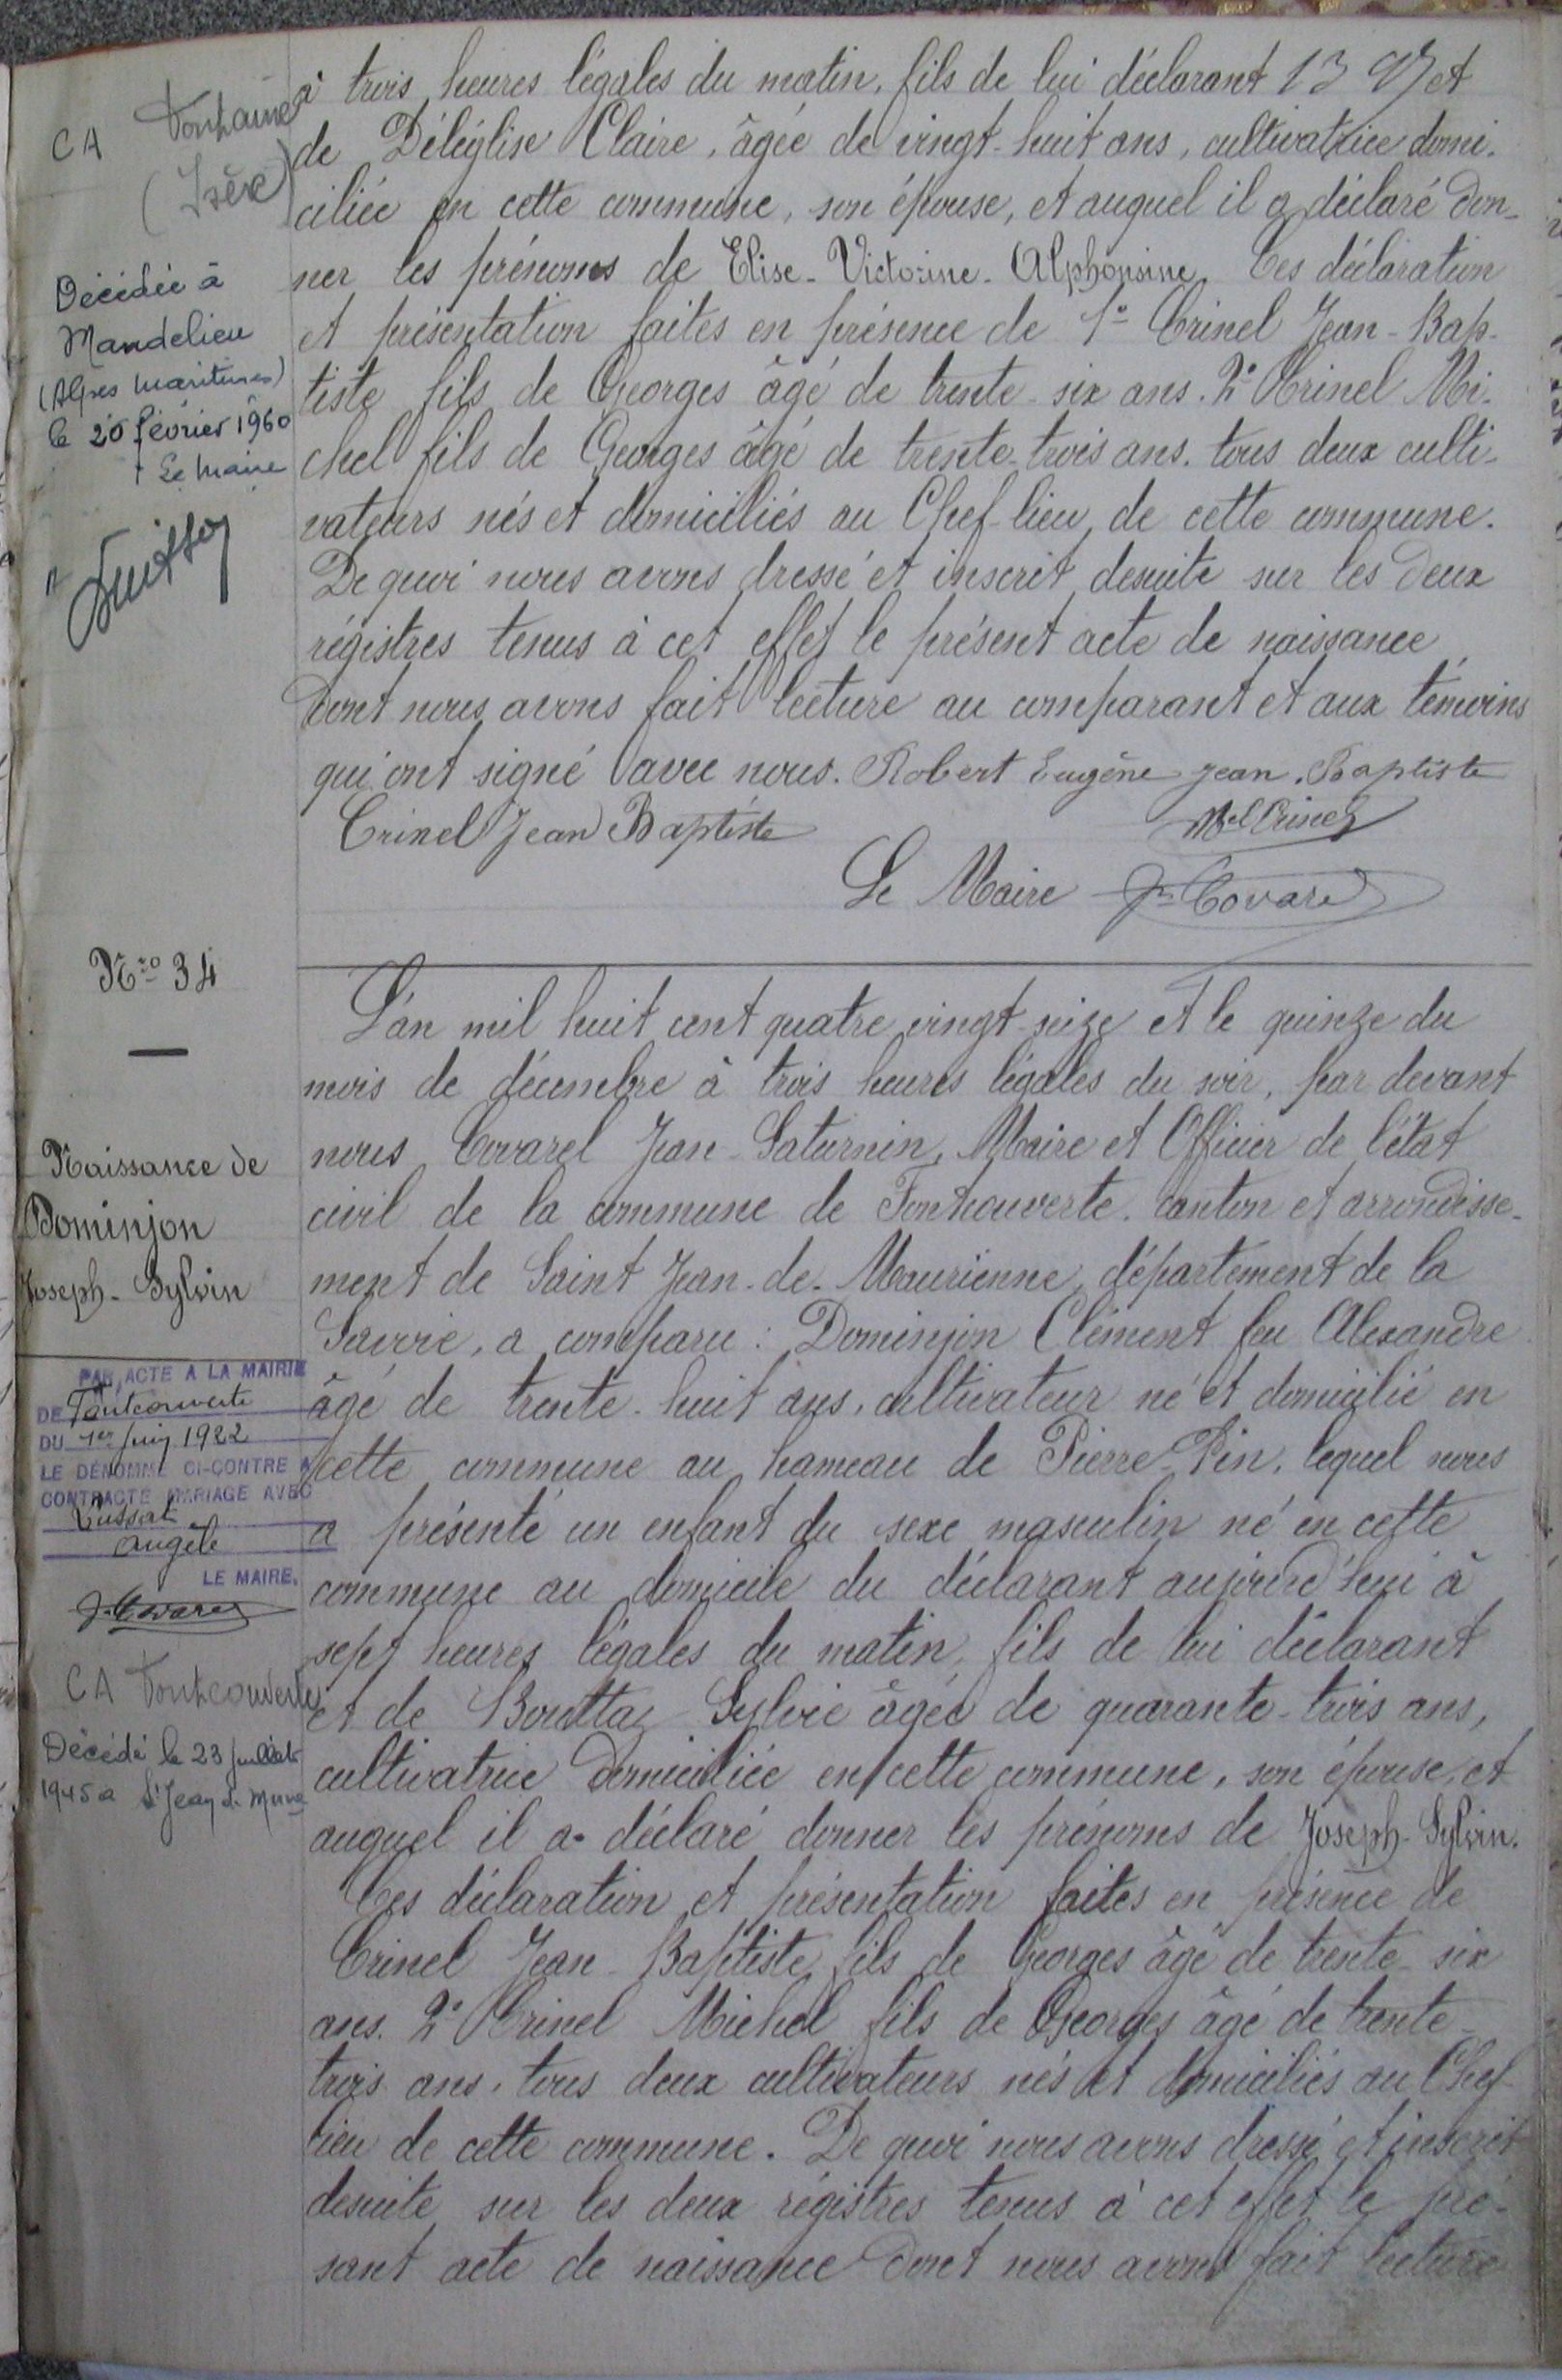 CA Fontaine
(Isère)
Décédée à
Mandelieu
(Alpes Maritimes)
le 20 février 1960
Le Maire
à trois heures légales du matin, fils de lui déclarant et
de Déléglise Claire, âgée de vingt-huit ans, cultivatrice domi-
ciliée en cette commune, son épouse, et auquel il a déclaré don-
ner les prénoms de Elise-Victorine-Alphonsine. Ces déclaration
et présentation faites en présence de 1° Crinel Jean-Bap-
tiste fils de Georges âgé de trente-six ans. 2° Crinel Mi-
chel fils de Georges âgé de trente-trois ans. tous deux culti-
vateurs nés et domiciliés au Chef-lieu de cette commune.
De quoi nous avons dressé et inscrit desuite sur les deux
régistres tenus à cet effet le présent acte de naissance
dont nous avons fait lecture au comparant et aux témoins
qui ont signé avec nous. Robert Eugène Jean-Baptiste
Crinel Jean Baptiste Mel Crinel
Le Maire Jn Covarel
Nro 34
Naissance de
Dominjon
Joseph-Sylvin
PAR ACTE A LA MAIRIE
DE Fontcouverte
DU 1er Juin 1922
LE DÉNOMMÉ CI-CONTRE A
CONTRACTÉ MARIAGE AVEC
Angèle
LE MAIRE,
J. Covarel
CA Fontcouverte
Décédé le 23 juillet
1945 à St Jean de Mnne
L'an mil huit cent quatre vingt-seize et le quinze du
mois de décembre à trois heures légales du soir, par devant
nous Covarel Jean-Saturnin, Maire et Officier de l'état
civil de la commune de Fontcouverte. canton et arrondisse-
ment de Saint Jean-de-Maurienne, département de la
Savoie, a comparu : Dominjon Clément feu Alexandre
âgé de trente-huit ans, cultivateur né et domicilié en
cette commune au hameau de Pierre-Pin, lequel nous
a présenté un enfant du sexe masculin né en cette
commune au domicile du déclarant aujourd'hui à
sept heures légales du matin, fils de lui déclarant
et de Bouttaz Sylvie âgée de quarante-trois ans,
cultivatrice domiciliée en cette commune, son épouse, et
auquel il a déclaré donner les prénoms de Joseph-Sylvin.
Ces déclaration et présentation faites en présence de
Crinel Jean-Baptiste fils de Georges âgé de trente-six
ans. 2° Crinel Michel fils de Georges âgé de trente-
trois ans, tous deux cultivateurs nés et domiciliés au Chef-
lieu de cette commune. De quoi nous avons dressé et inscrit
desuite sur les deux régistres tenus à cet effet le pré-
sant acte de naissance dont nous avons fait lecture